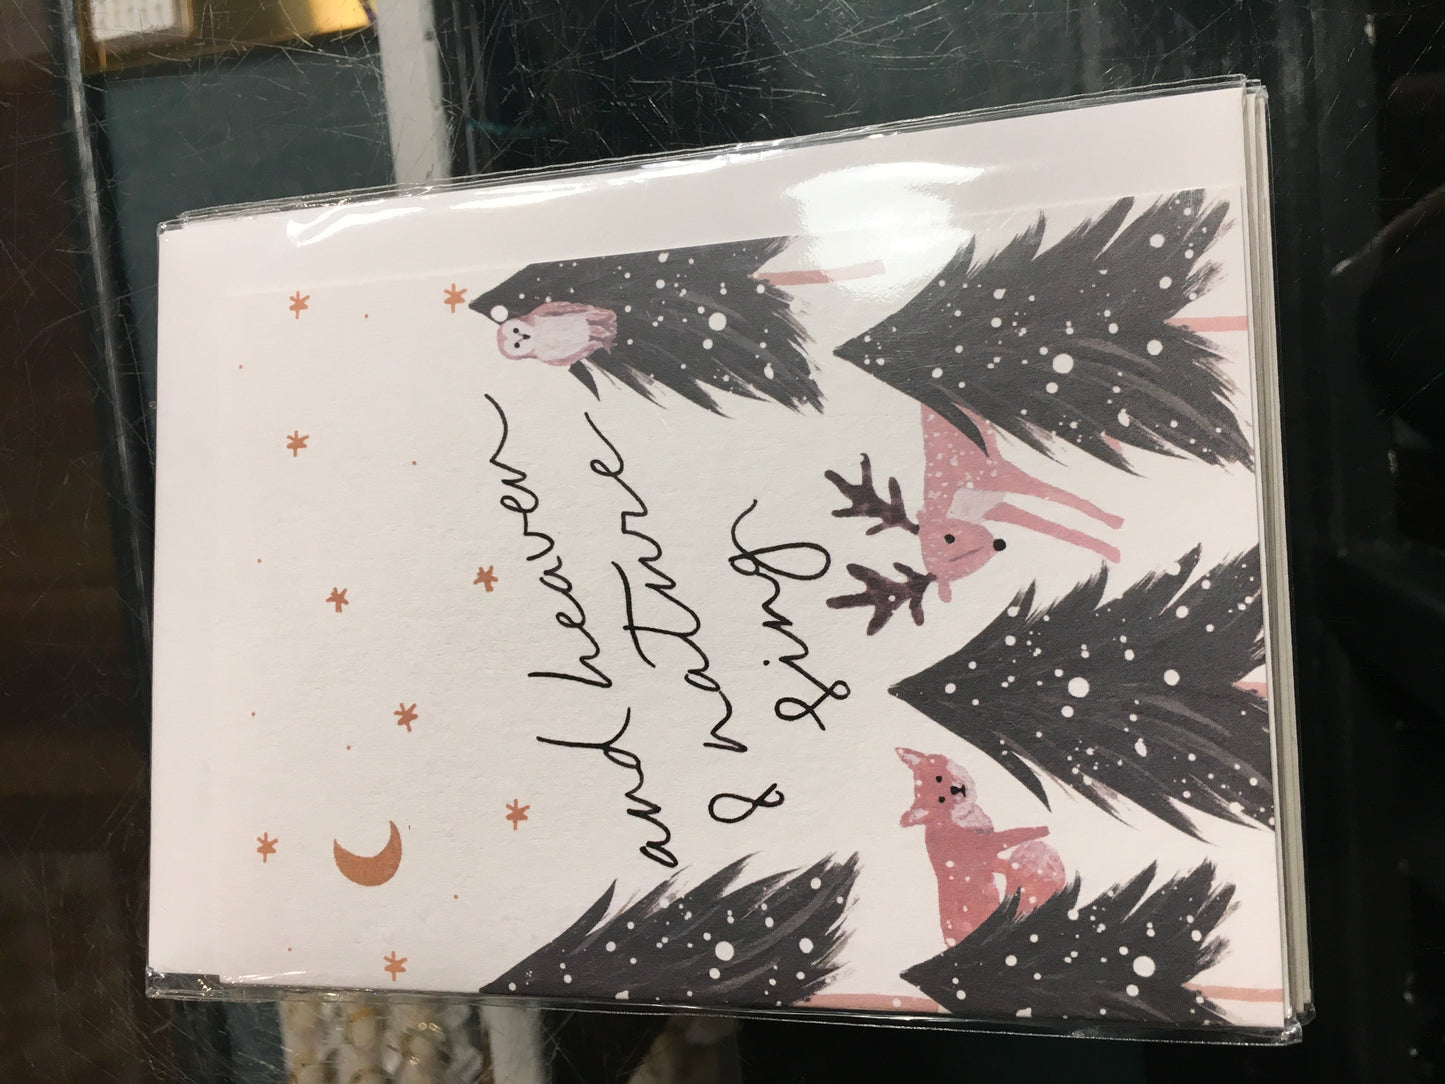 and heaven
& nature
sing